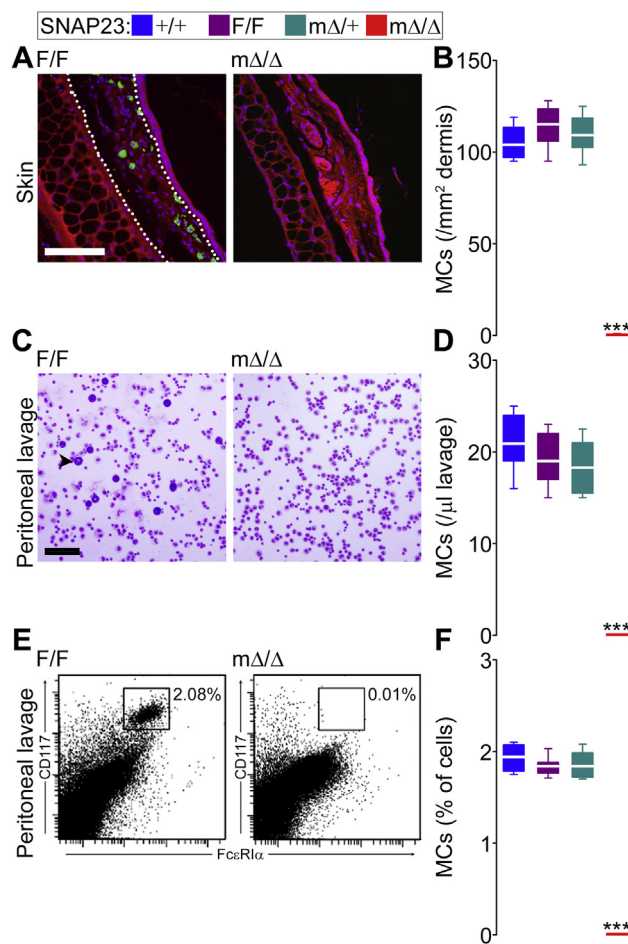 SNAP23: +/+ F/F mΔ/+ mΔ/Δ
A F/F mΔ/Δ
Skin
B
MCs (/mm² dermis)
150
100
50
0
***
C F/F mΔ/Δ
Peritoneal lavage
D
MCs (/μl lavage)
30
20
10
0
***
E F/F mΔ/Δ
Peritoneal lavage
CD117
2.08%
CD117
0.01%
FcεRIα
F
MCs (% of cells)
3
2
1
0
***